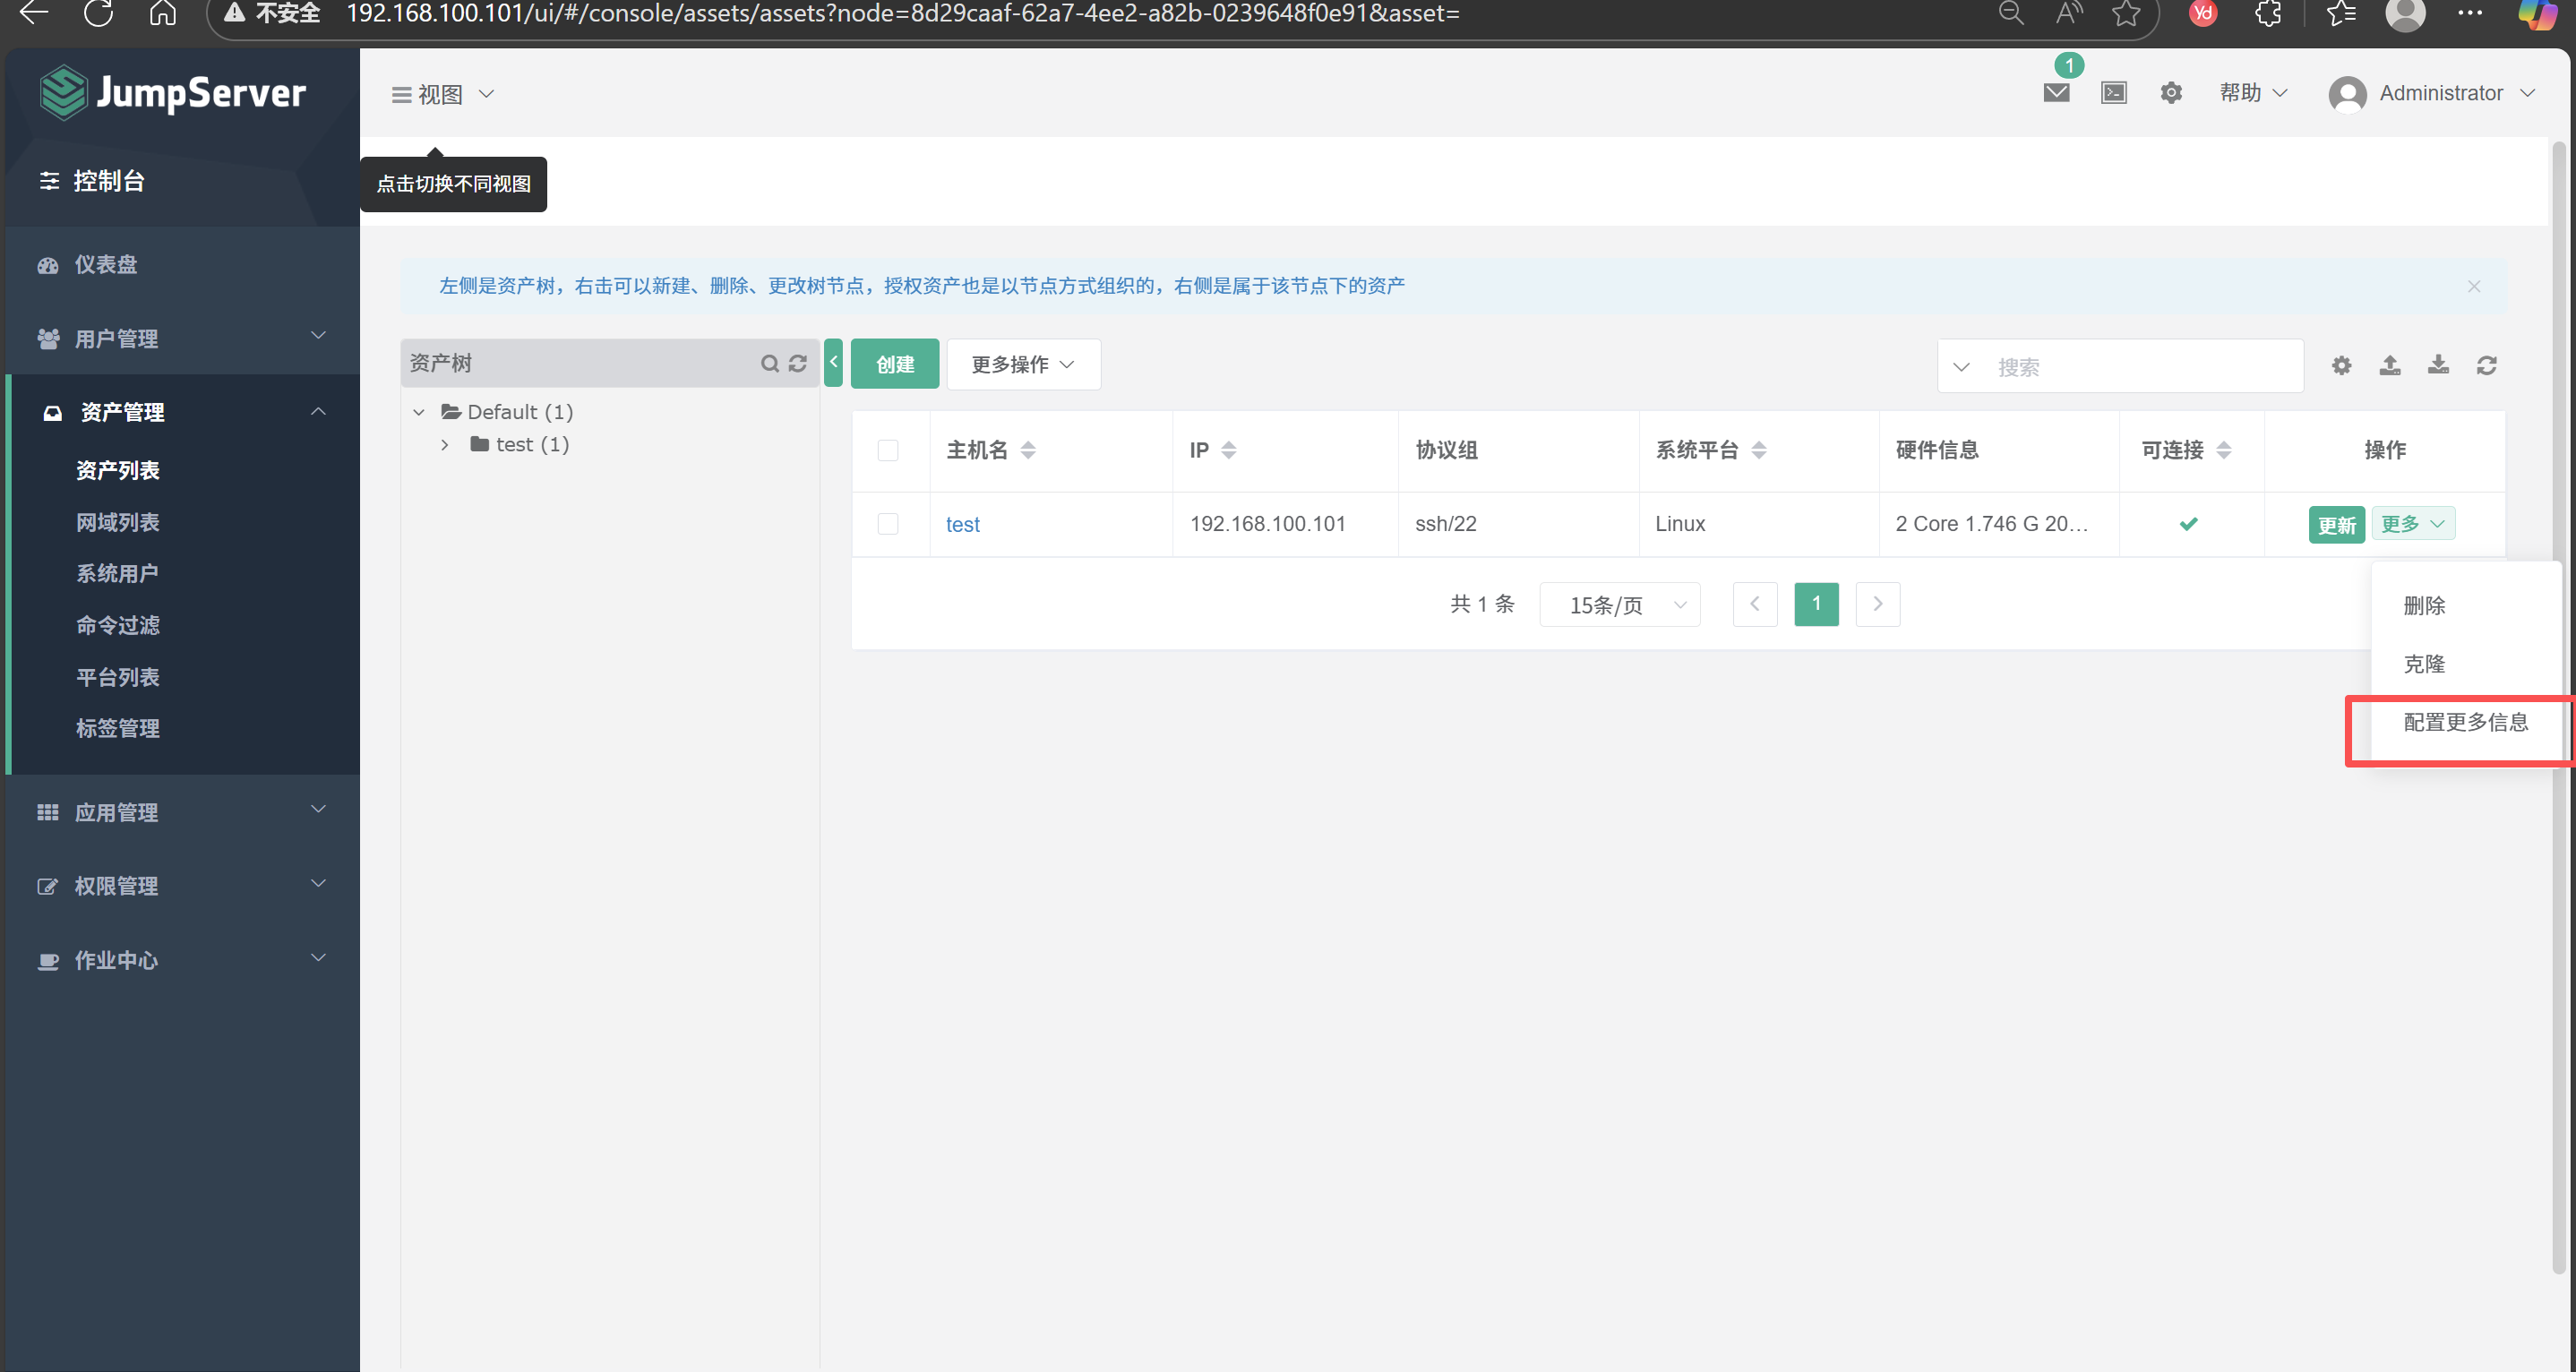 不安全 192.168.100.101/ui/#/console/assets/assets?node=8d29caaf-62a7-4ee2-a82b-0239648f0e91&asset=
JumpServer
视图
1
帮助
Administrator
点击切换不同视图
控制台
仪表盘
用户管理
资产管理
资产列表
网域列表
系统用户
命令过滤
平台列表
标签管理
应用管理
权限管理
作业中心
左侧是资产树，右击可以新建、删除、更改树节点，授权资产也是以节点方式组织的，右侧是属于该节点下的资产
资产树
Default (1)
test (1)
创建 更多操作 搜索
主机名 IP 协议组 系统平台 硬件信息 可连接 操作
test 192.168.100.101 ssh/22 Linux 2 Core 1.746 G 20... 更新 更多
共 1 条 15条/页 1
删除
克隆
配置更多信息